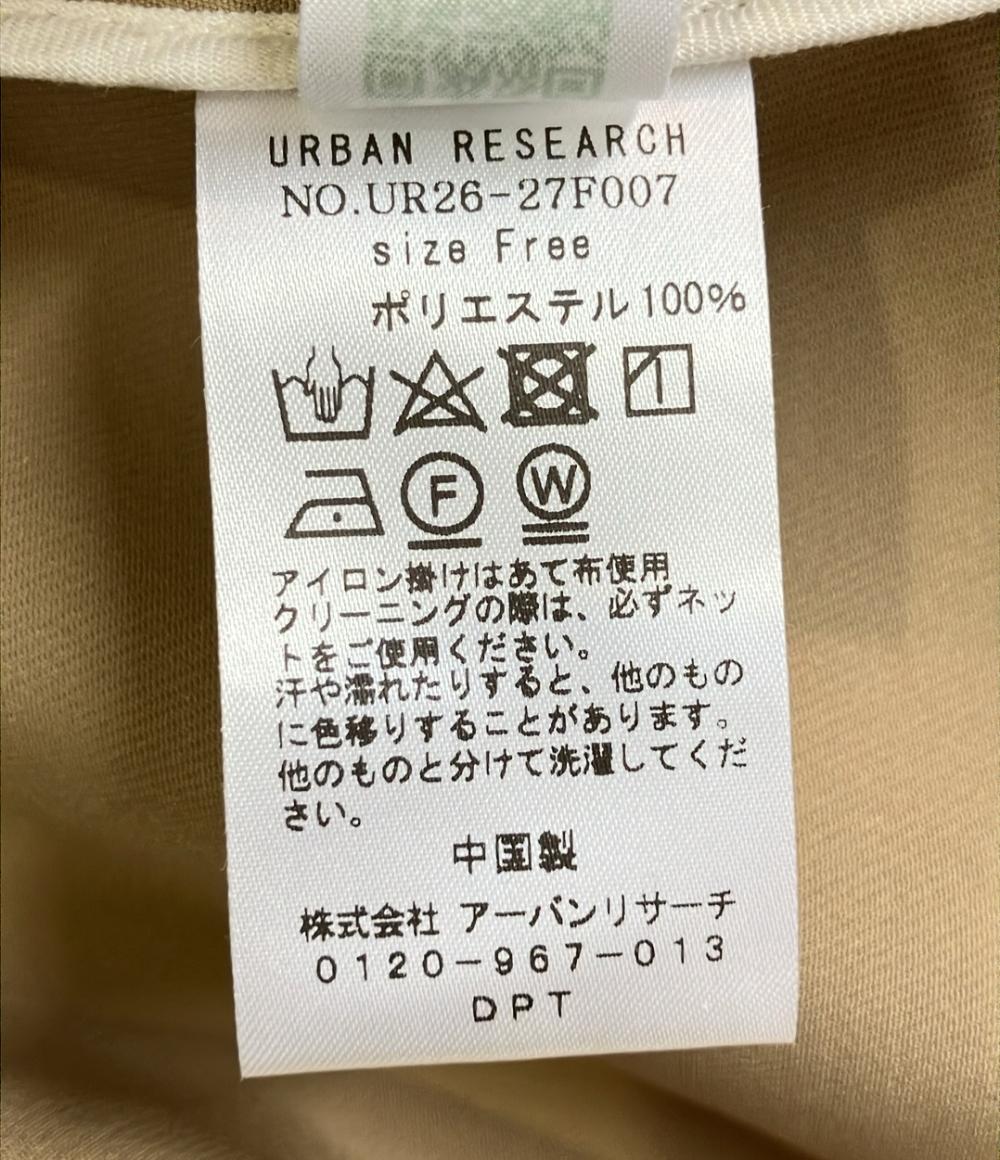 URBAN RESEARCH
NO.UR26-27F007
size Free
ポリエステル100%
F W
アイロン掛けはあて布使用
クリーニングの際は、必ずネッ
トをご使用ください。
汗や濡れたりすると、他のもの
に色移りすることがあります。
他のものと分けて洗濯してくだ
さい。
中国製
株式会社 アーバンリサーチ
0120-967-013
DPT